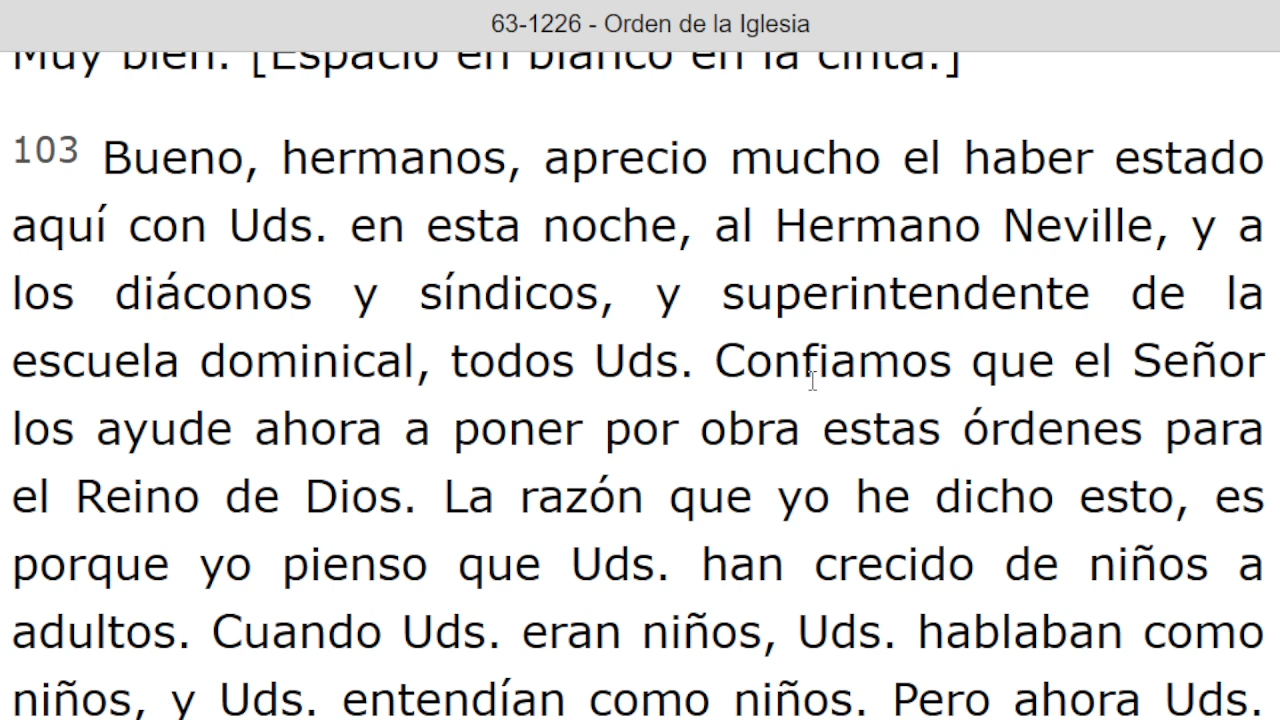 63-1226 - Orden de la Iglesia
Muy bien. [Espacio en blanco en la cinta.]
103 Bueno, hermanos, aprecio mucho el haber estado
aquí con Uds. en esta noche, al Hermano Neville, y a
los diáconos y síndicos, y superintendente de la
escuela dominical, todos Uds. Confiamos que el Señor
los ayude ahora a poner por obra estas órdenes para
el Reino de Dios. La razón que yo he dicho esto, es
porque yo pienso que Uds. han crecido de niños a
adultos. Cuando Uds. eran niños, Uds. hablaban como
niños, y Uds. entendían como niños. Pero ahora Uds.